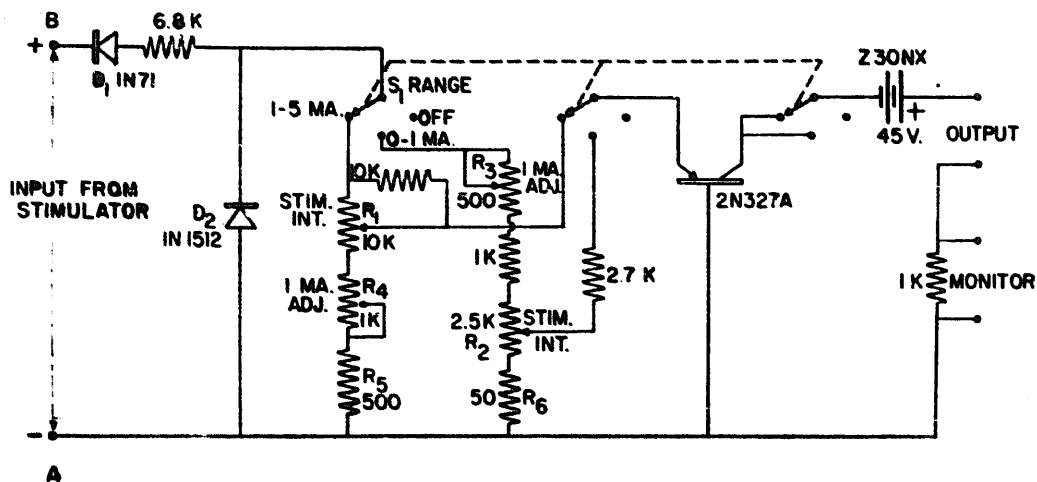 B
6.8 K
Z30NX
+
D1 IN71
S1 RANGE
1-5 MA.
OFF
0-1 MA.
+
45 V.
OUTPUT
10K
R3
1 MA.
ADJ.
500
2N327A
INPUT FROM
STIMULATOR
STIM.
INT.
R1
10K
D2
IN 1512
1K
2.7 K
1 MA.
ADJ.
R4
1K
1 K
MONITOR
2.5K
R2
STIM.
INT.
R5
500
50
R6
-
A